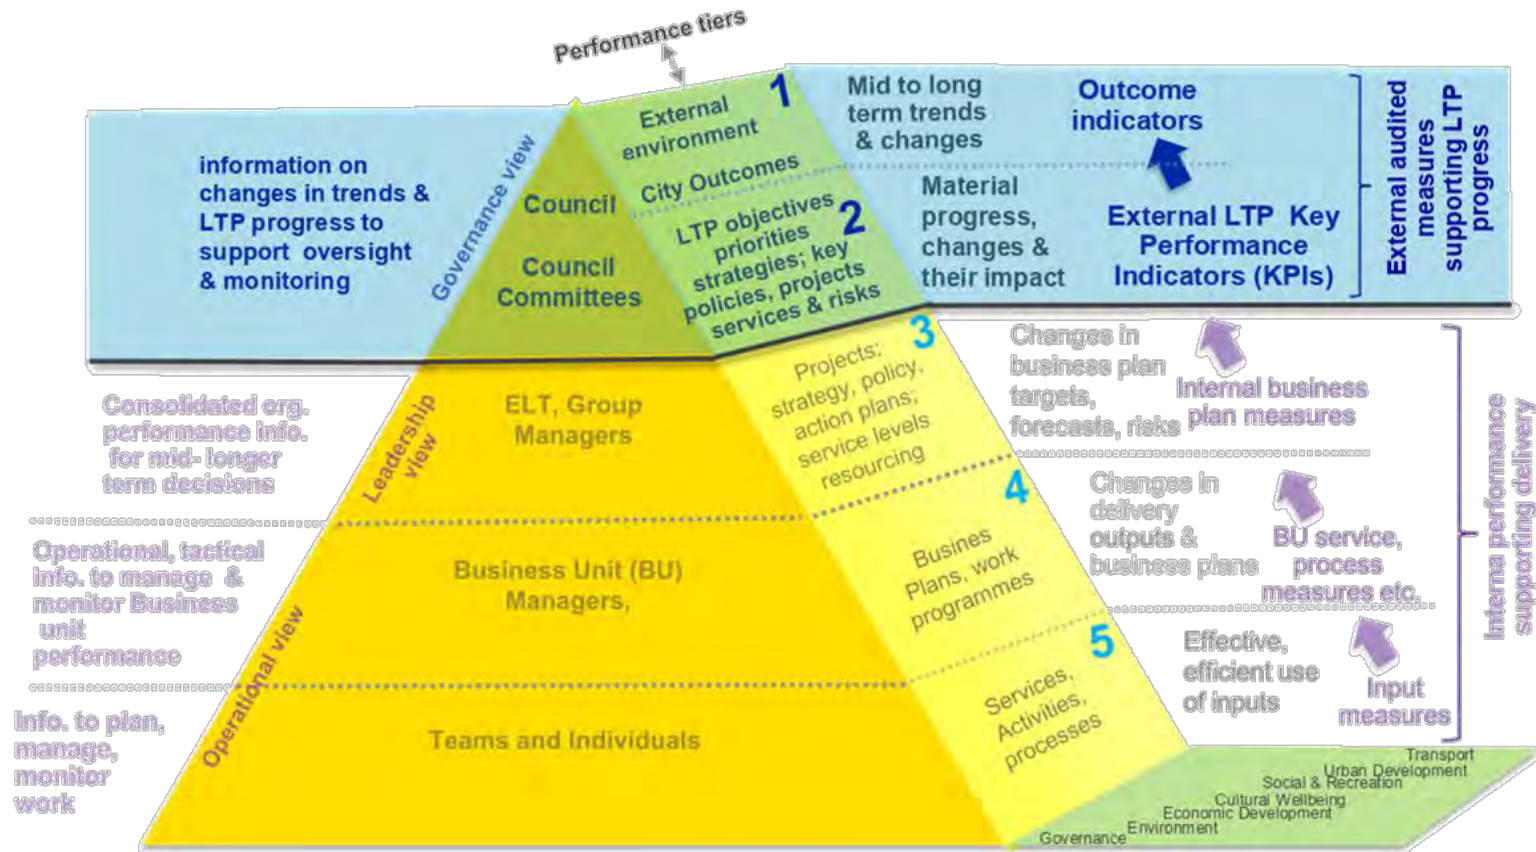 Performance tiers
information on
changes in trends &
LTP progress to
support oversight
& monitoring
Governance view
Council
Council
Committees
1
External
environment
City Outcomes
2
LTP objectives
priorities
strategies; key
policies, projects
services & risks
Mid to long
term trends
& changes
Outcome
indicators
Material
progress,
changes &
their impact
External LTP Key
Performance
Indicators (KPIs)
External audited
measures
supporting LTP
progress
Consolidated org.
performance info.
for mid- longer
term decisions
Leadership
view
ELT, Group
Managers
3
Projects:
strategy, policy,
action plans;
service levels
resourcing
Changes in
business plan
targets,
forecasts, risks
Internal business
plan measures
Operational, tactical
info. to manage &
monitor Business
unit
performance
Operational view
Business Unit (BU)
Managers,
4
Busines
Plans, work
programmes
Changes in
delivery
outputs &
business plans
BU service,
process
measures etc.
Info. to plan,
manage,
monitor
work
Teams and Individuals
5
Services,
Activities,
processes
Effective,
efficient use
of inputs
Input
measures
Interna performance
supporting delivery
Transport
Urban Development
Social & Recreation
Cultural Wellbeing
Economic Development
Environment
Governance